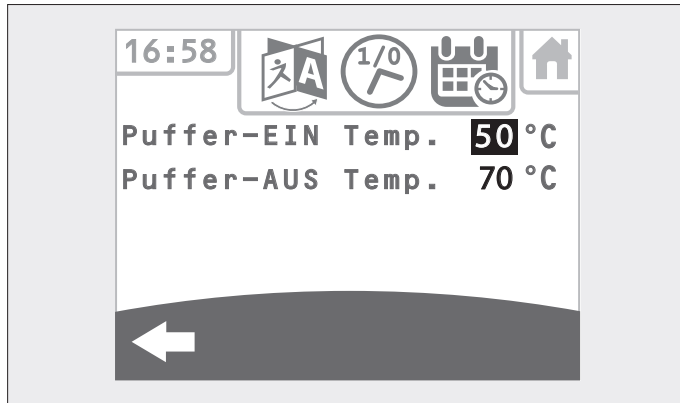 16:58
A
1/0
Puffer-EIN Temp. 50 °C
Puffer-AUS Temp. 70 °C